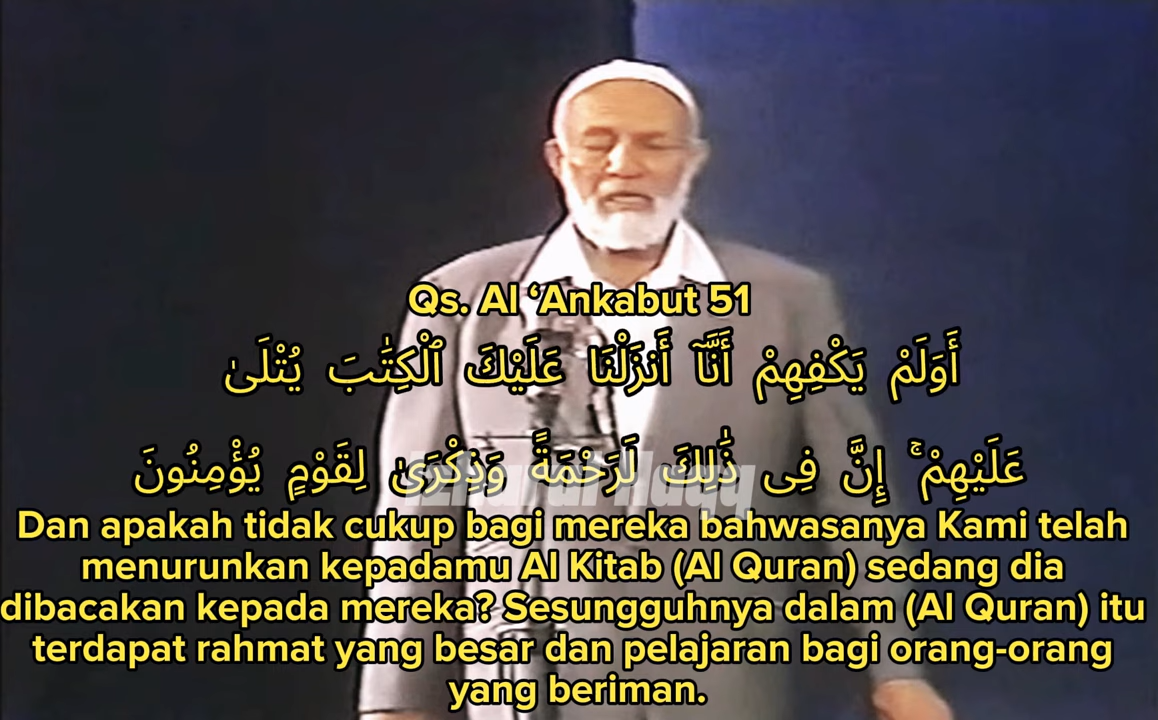 Qs. Al ‘Ankabut 51
أَوَلَمْ يَكْفِهِمْ أَنَّآ أَنزَلْنَا عَلَيْكَ ٱلْكِتَٰبَ يُتْلَىٰ
عَلَيْهِمْ ۚ إِنَّ فِى ذَٰلِكَ لَرَحْمَةً وَذِكْرَىٰ لِقَوْمٍ يُؤْمِنُونَ
Dan apakah tidak cukup bagi mereka bahwasanya Kami telah
menurunkan kepadamu Al Kitab (Al Quran) sedang dia
dibacakan kepada mereka? Sesungguhnya dalam (Al Quran) itu
terdapat rahmat yang besar dan pelajaran bagi orang-orang
yang beriman.